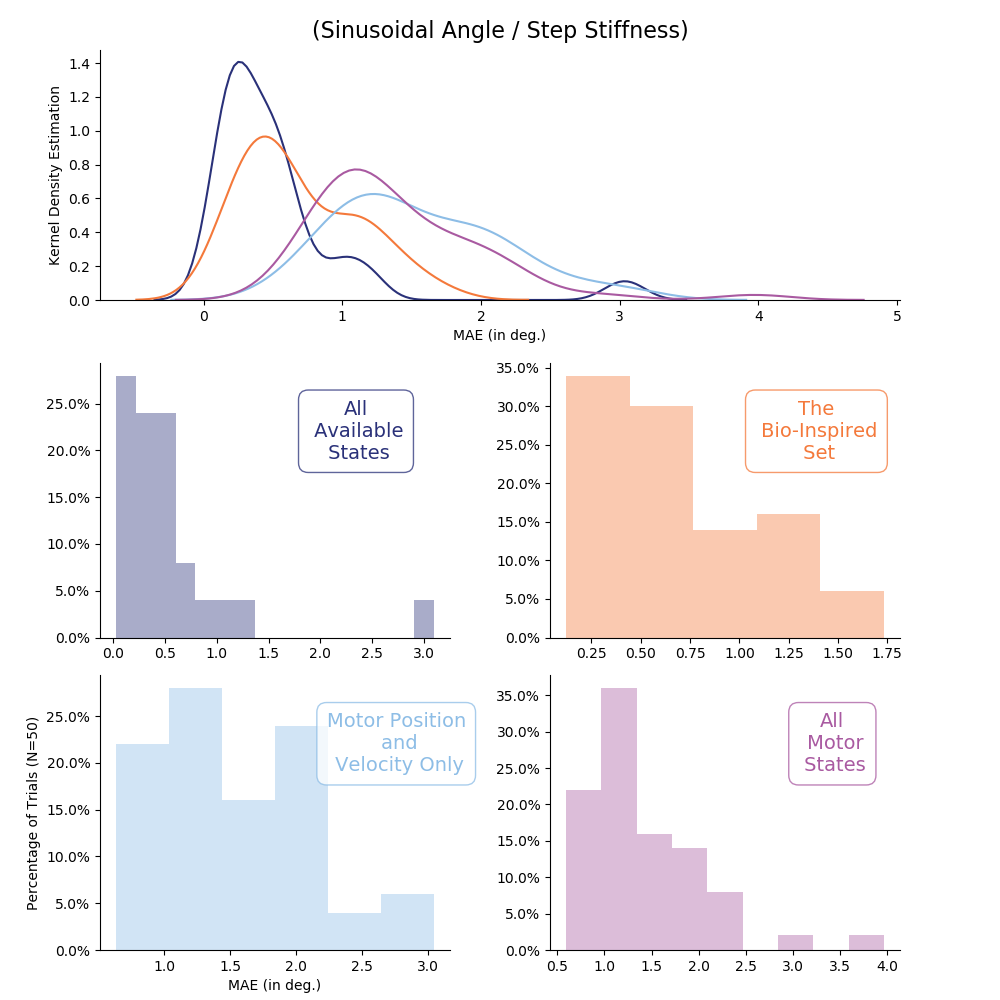 (Sinusoidal Angle / Step Stiffness)
Kernel Density Estimation
1.4
1.2
1.0
0.8
0.6
0.4
0.2
0.0
0 1 2 3 4 5
MAE (in deg.)
25.0%
20.0%
15.0%
10.0%
5.0%
0.0%
0.0 0.5 1.0 1.5 2.0 2.5 3.0
All
Available
States
35.0%
30.0%
25.0%
20.0%
15.0%
10.0%
5.0%
0.0%
0.25 0.50 0.75 1.00 1.25 1.50 1.75
The
Bio-Inspired
Set
Percentage of Trials (N=50)
25.0%
20.0%
15.0%
10.0%
5.0%
0.0%
1.0 1.5 2.0 2.5 3.0
MAE (in deg.)
Motor Position
and
Velocity Only
35.0%
30.0%
25.0%
20.0%
15.0%
10.0%
5.0%
0.0%
0.5 1.0 1.5 2.0 2.5 3.0 3.5 4.0
All
Motor
States